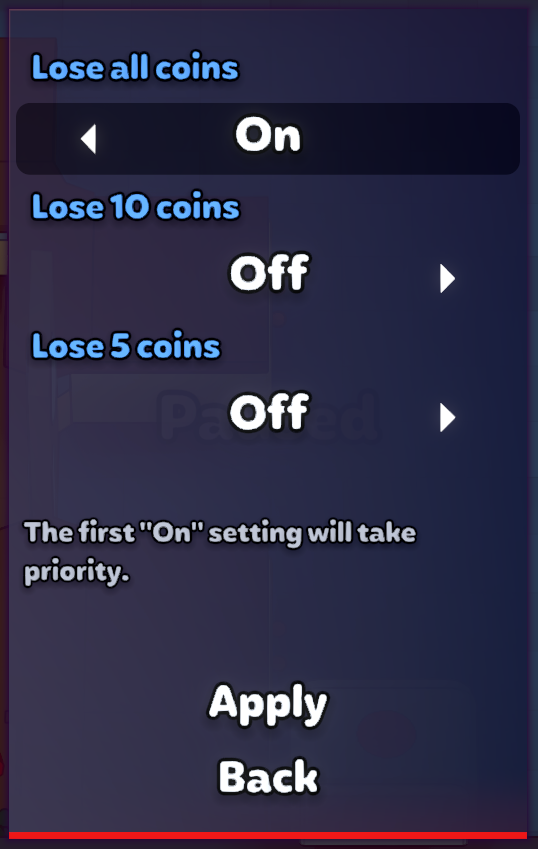 Lose all coins
On
Lose 10 coins
Off
Lose 5 coins
Off
Paused
The first "On" setting will take
priority.
Apply
Back